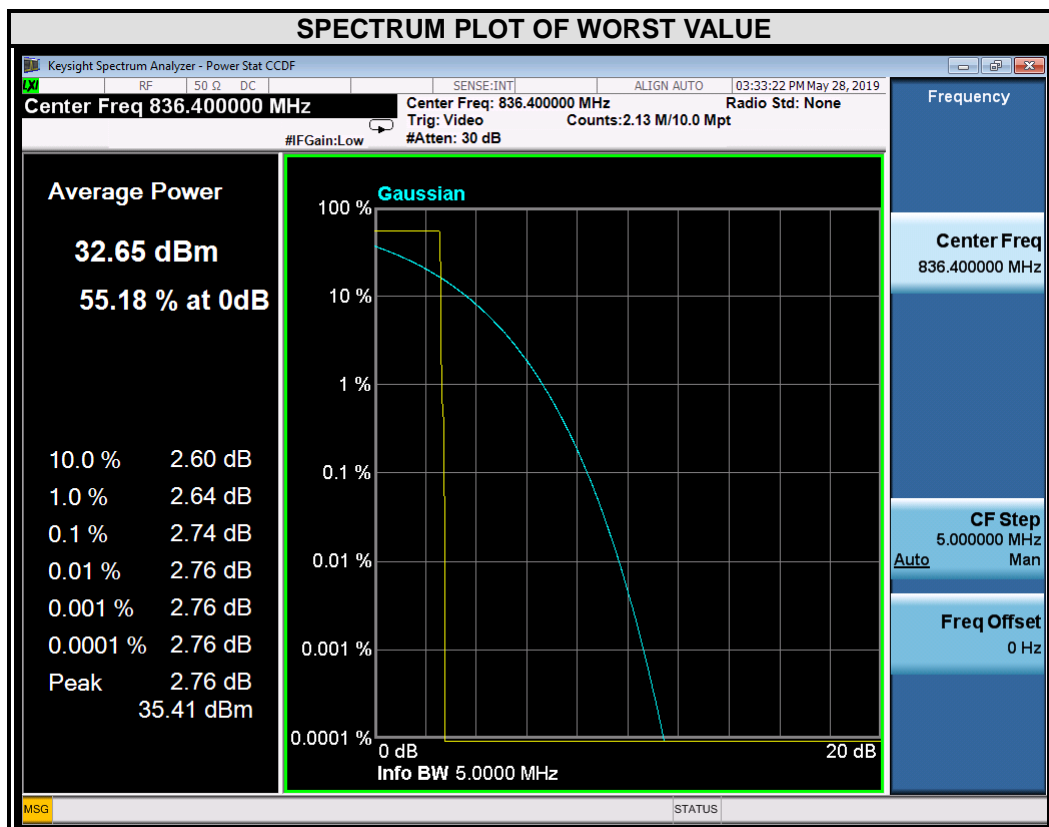 SPECTRUM PLOT OF WORST VALUE
Keysight Spectrum Analyzer - Power Stat CCDF
LXI RF 50 Ω DC SENSE:INT ALIGN AUTO 03:33:22 PM May 28, 2019
Center Freq 836.400000 MHz
Center Freq: 836.400000 MHz Radio Std: None
Trig: Video Counts:2.13 M/10.0 Mpt
#IFGain:Low #Atten: 30 dB
Frequency
Average Power
32.65 dBm
55.18 % at 0dB
10.0 % 2.60 dB
1.0 % 2.64 dB
0.1 % 2.74 dB
0.01 % 2.76 dB
0.001 % 2.76 dB
0.0001 % 2.76 dB
Peak 2.76 dB
35.41 dBm
Gaussian
100 %
10 %
1 %
0.1 %
0.01 %
0.001 %
0.0001 %
0 dB 20 dB
Info BW 5.0000 MHz
Center Freq
836.400000 MHz
CF Step
5.000000 MHz
Auto Man
Freq Offset
0 Hz
MSG STATUS